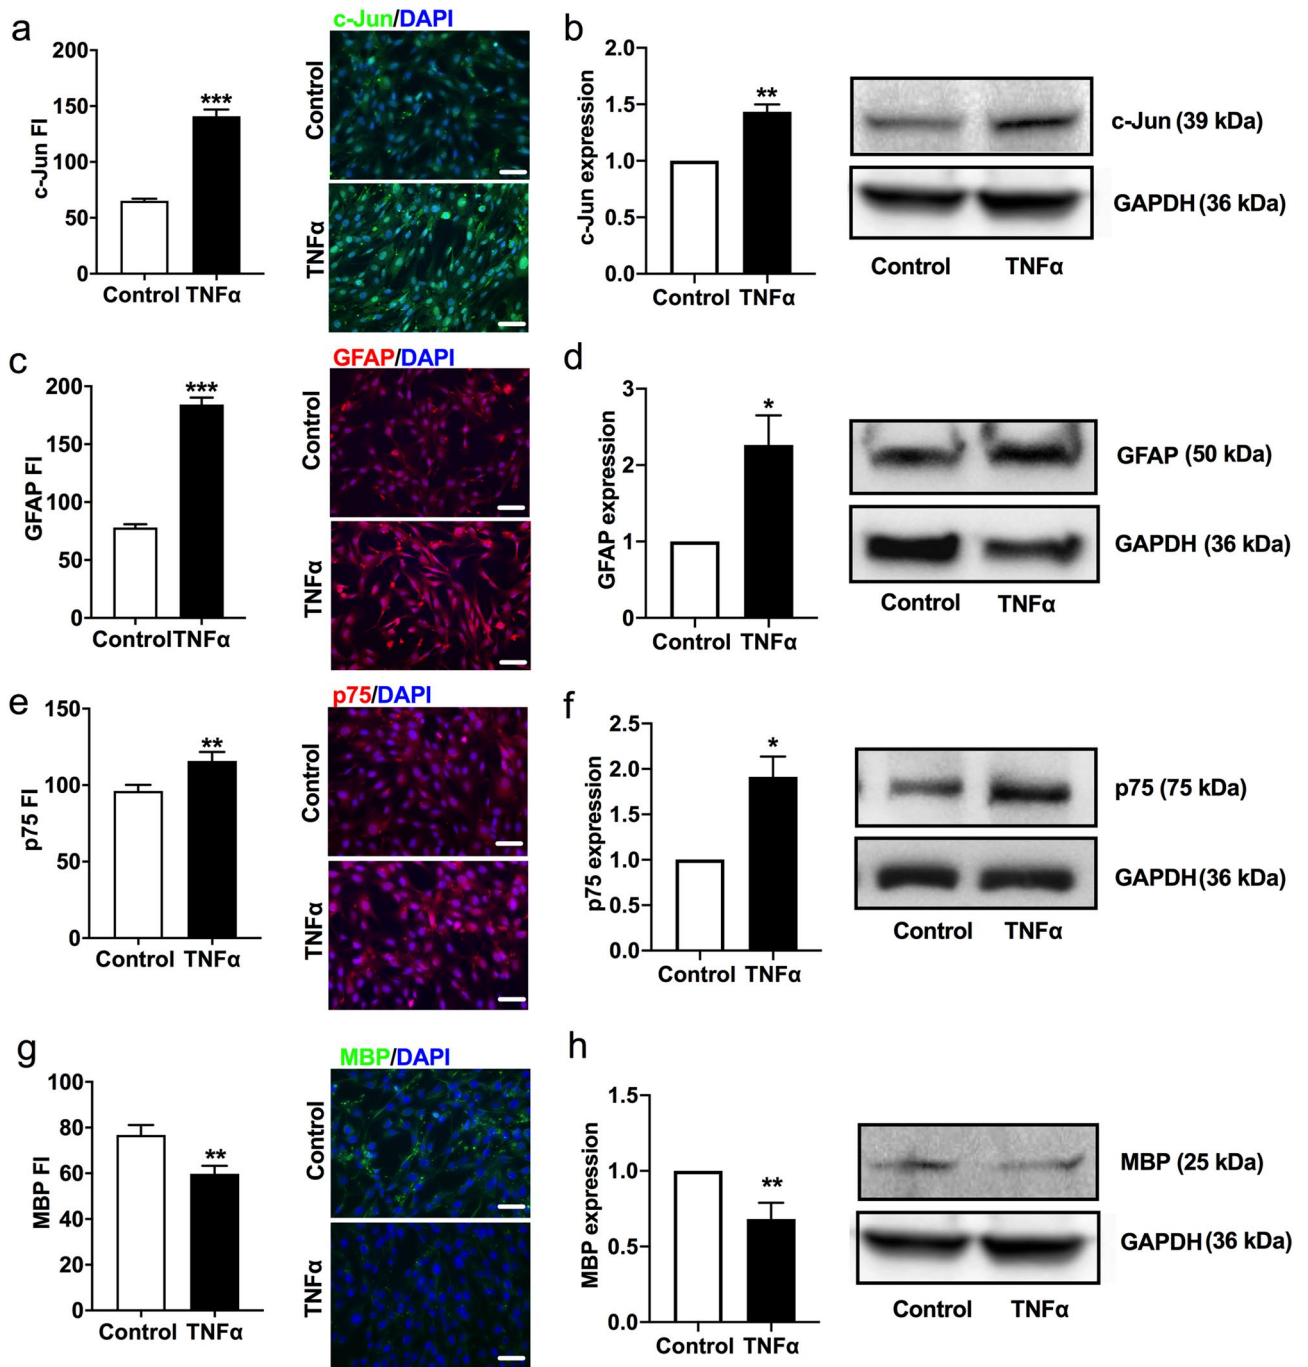 a
c-Jun FI
200
150
100
50
0
***
Control TNFα
c-Jun/DAPI
Control
TNFα
b
c-Jun expression
2.0
1.5
1.0
0.5
0.0
**
Control TNFα
c-Jun (39 kDa)
GAPDH (36 kDa)
Control TNFα
c
GFAP FI
200
150
100
50
0
***
ControlTNFα
GFAP/DAPI
Control
TNFα
d
GFAP expression
3
2
1
0
*
Control TNFα
GFAP (50 kDa)
GAPDH (36 kDa)
Control TNFα
e
p75 FI
150
100
50
0
**
Control TNFα
p75/DAPI
Control
TNFα
f
p75 expression
2.5
2.0
1.5
1.0
0.5
0.0
*
Control TNFα
p75 (75 kDa)
GAPDH (36 kDa)
Control TNFα
g
MBP FI
100
80
60
40
20
0
**
Control TNFα
MBP/DAPI
Control
TNFα
h
MBP expression
1.5
1.0
0.5
0.0
**
Control TNFα
MBP (25 kDa)
GAPDH (36 kDa)
Control TNFα